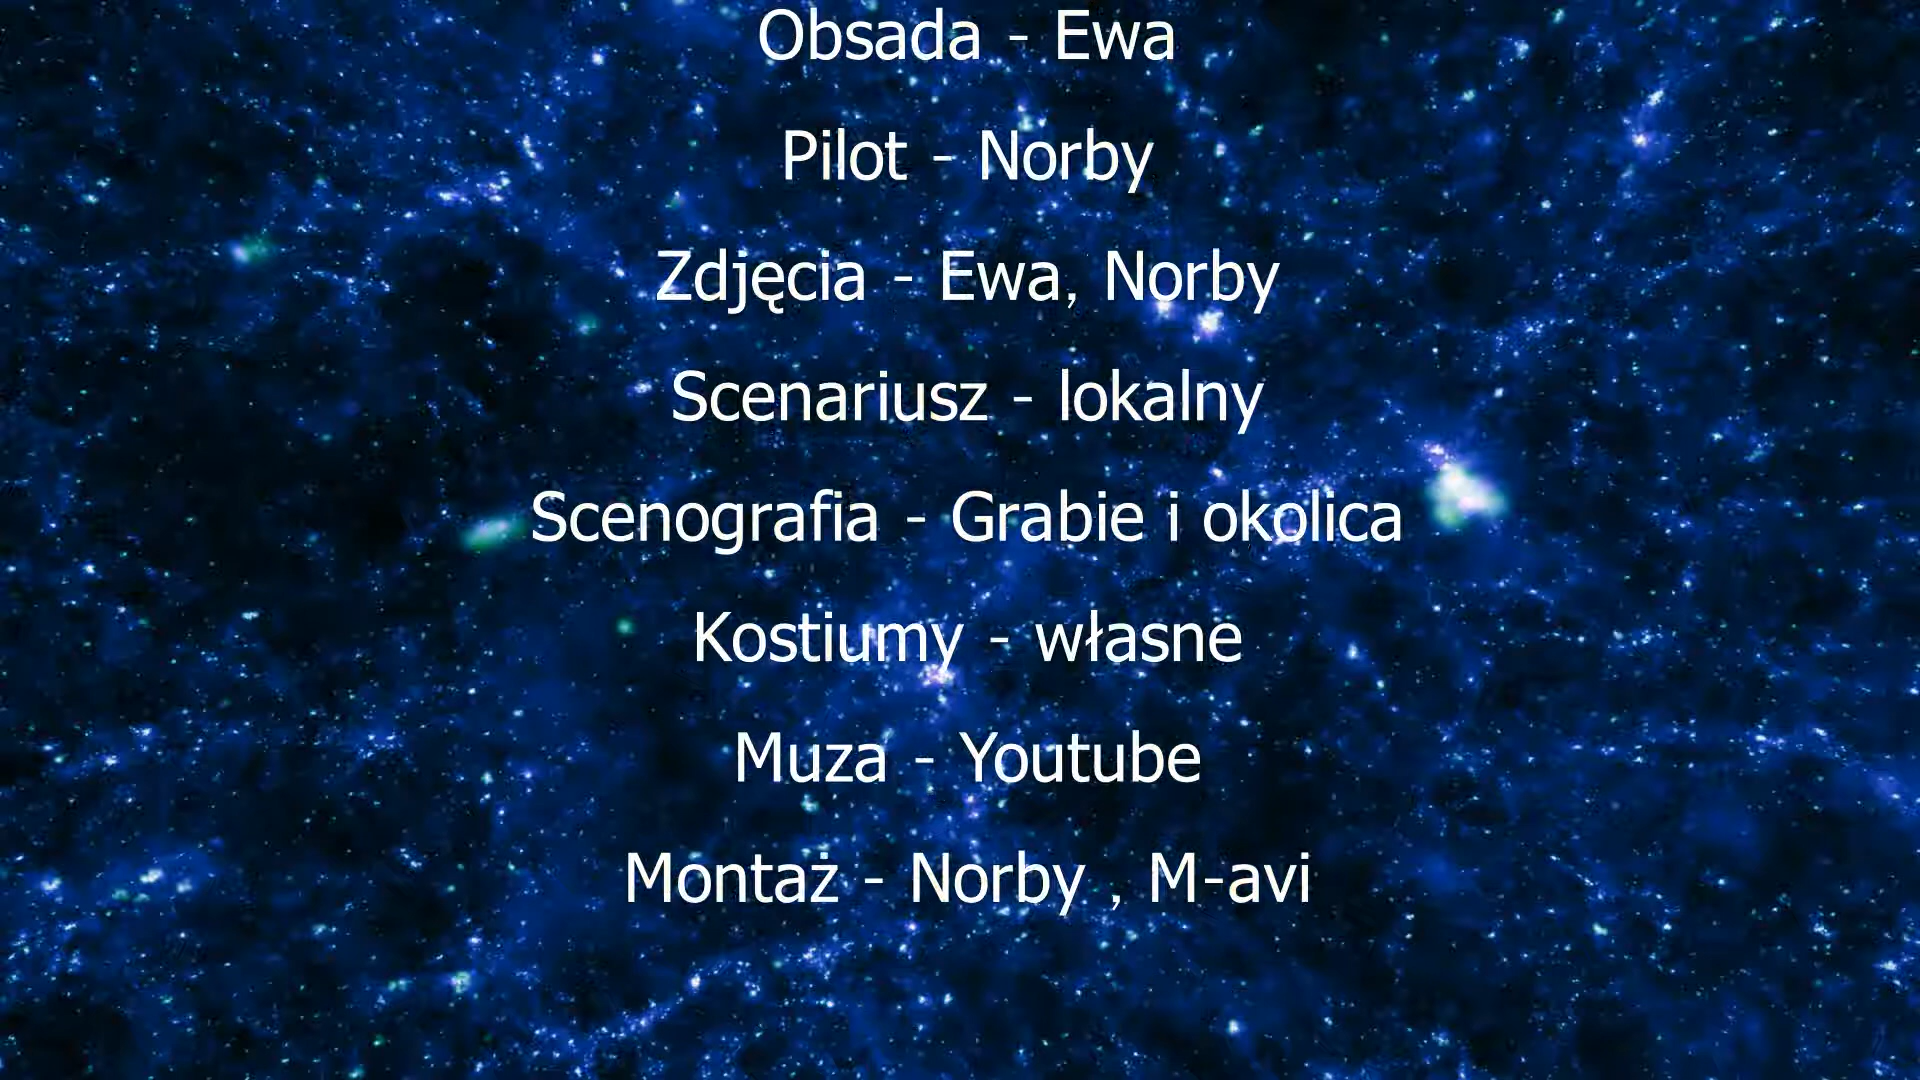 Obsada - Ewa
Pilot - Norby
Zdjęcia - Ewa, Norby
Scenariusz - lokalny
Scenografia - Grabie i okolica
Kostiumy - własne
Muza - Youtube
Montaż - Norby , M-avi